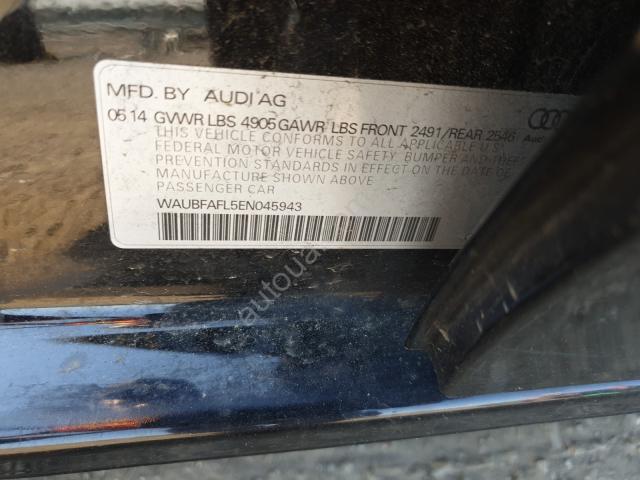 MFD. BY AUDI AG
05 14 GVWR LBS 4905 GAWR LBS FRONT 2491/REAR 2546
THIS VEHICLE CONFORMS TO ALL APPLICABLE U.S.
FEDERAL MOTOR VEHICLE SAFETY, BUMPER AND THEFT
PREVENTION STANDARDS IN EFFECT ON THE DATE OF
MANUFACTURE SHOWN ABOVE
PASSENGER CAR
WAUBFAFL5EN045943